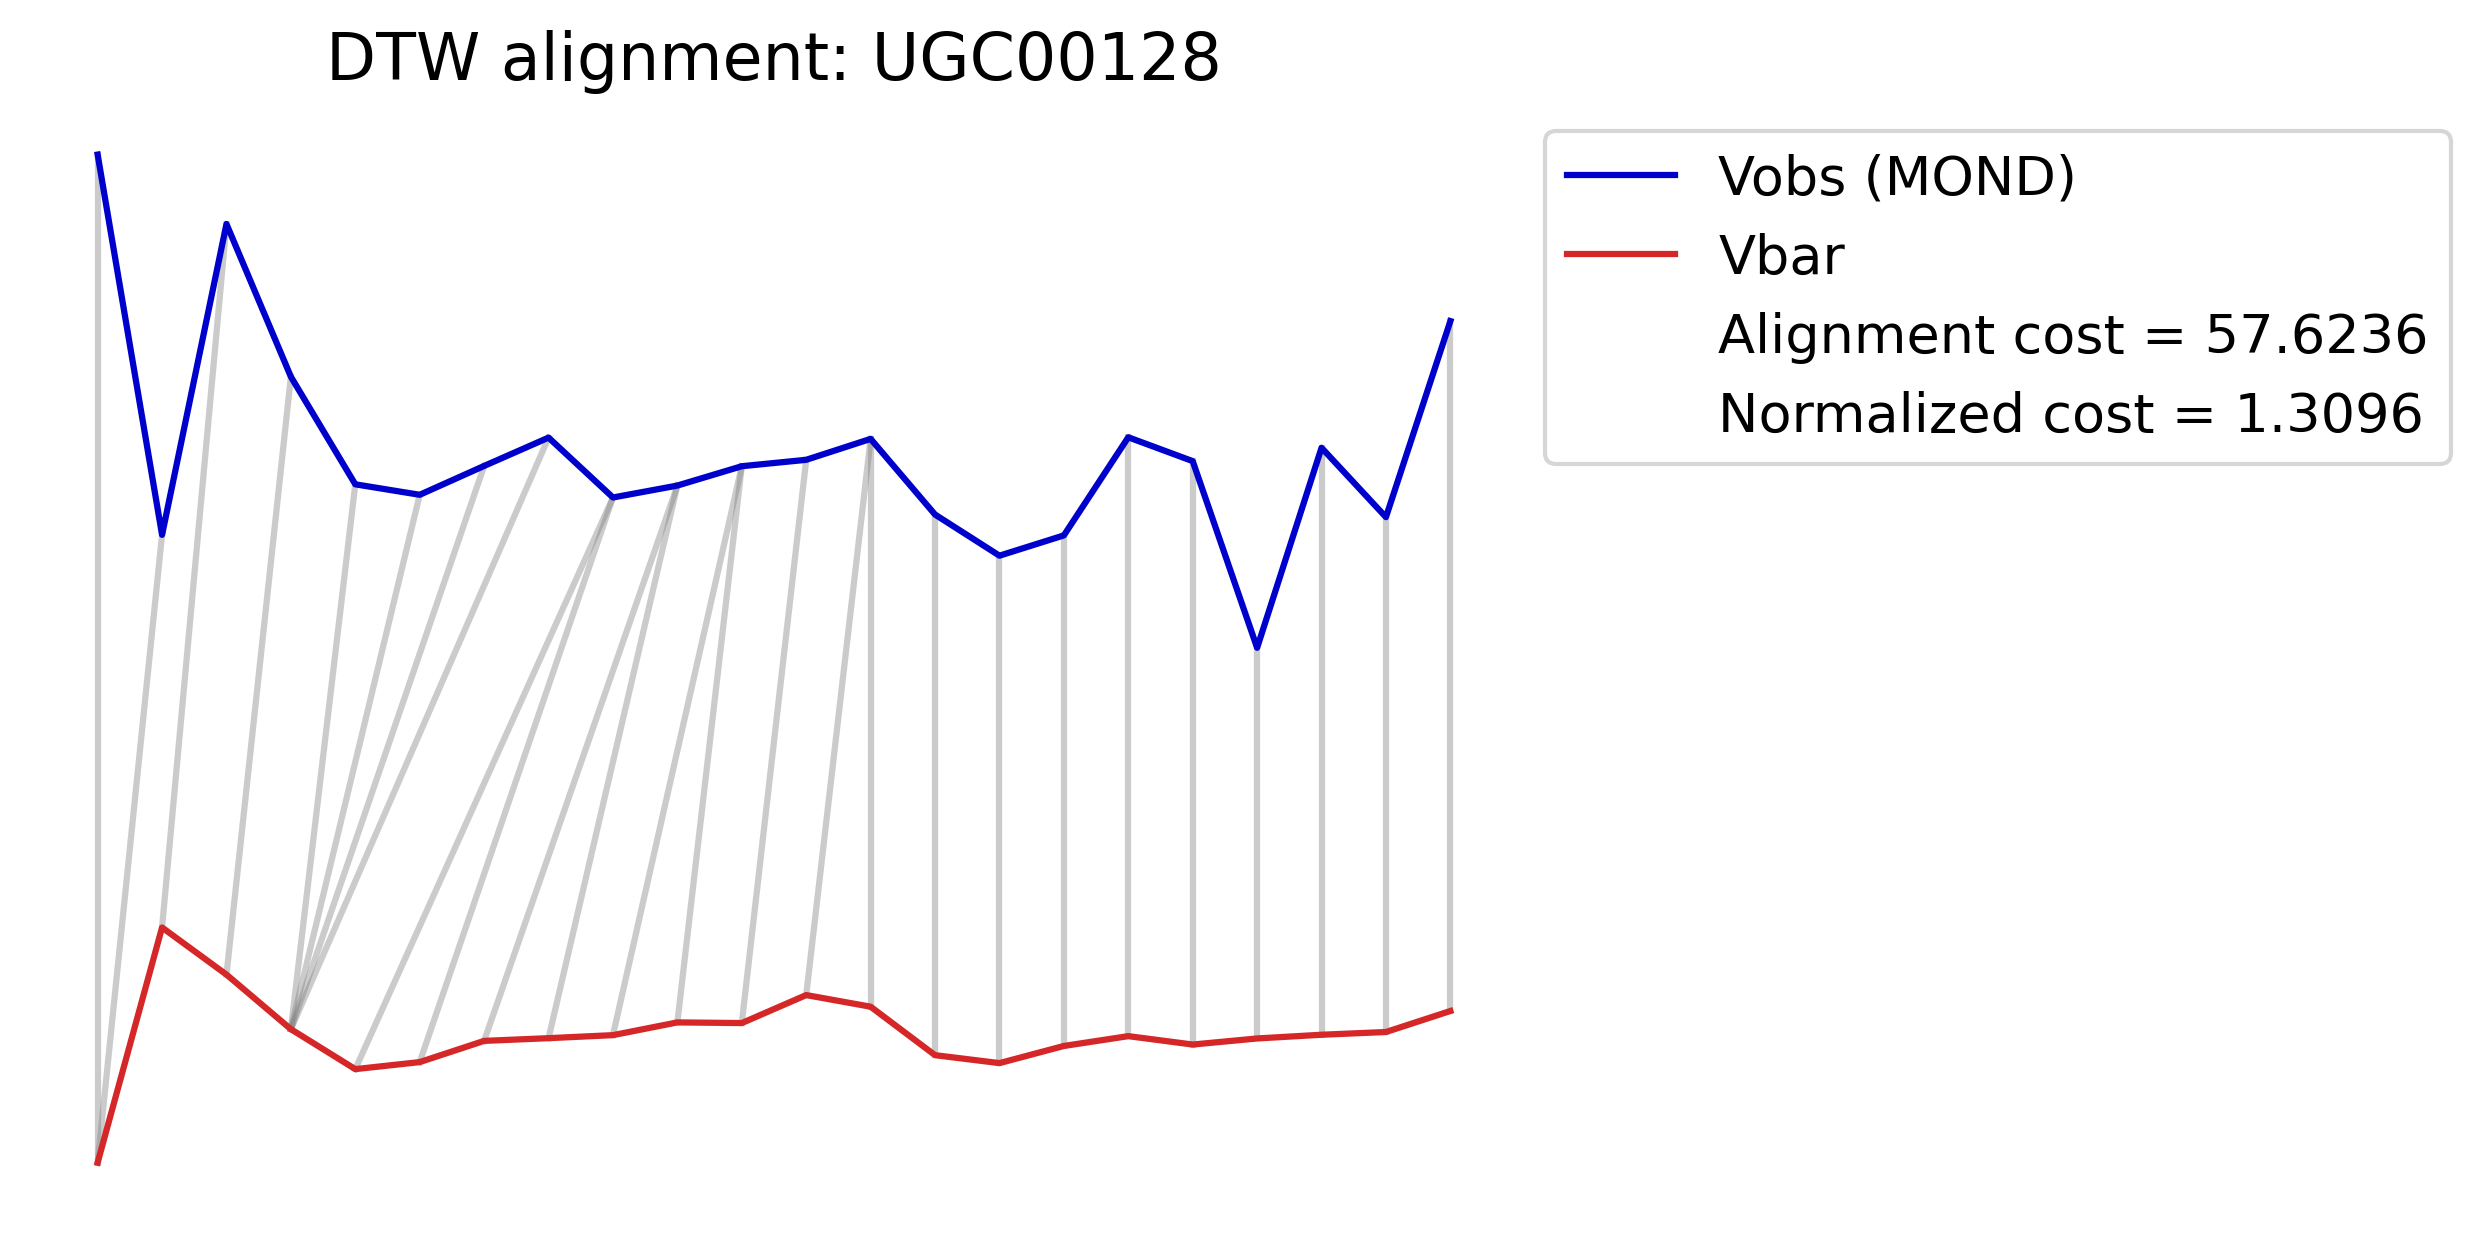 DTW alignment: UGC00128
Vobs (MOND)
Vbar
Alignment cost = 57.6236
Normalized cost = 1.3096